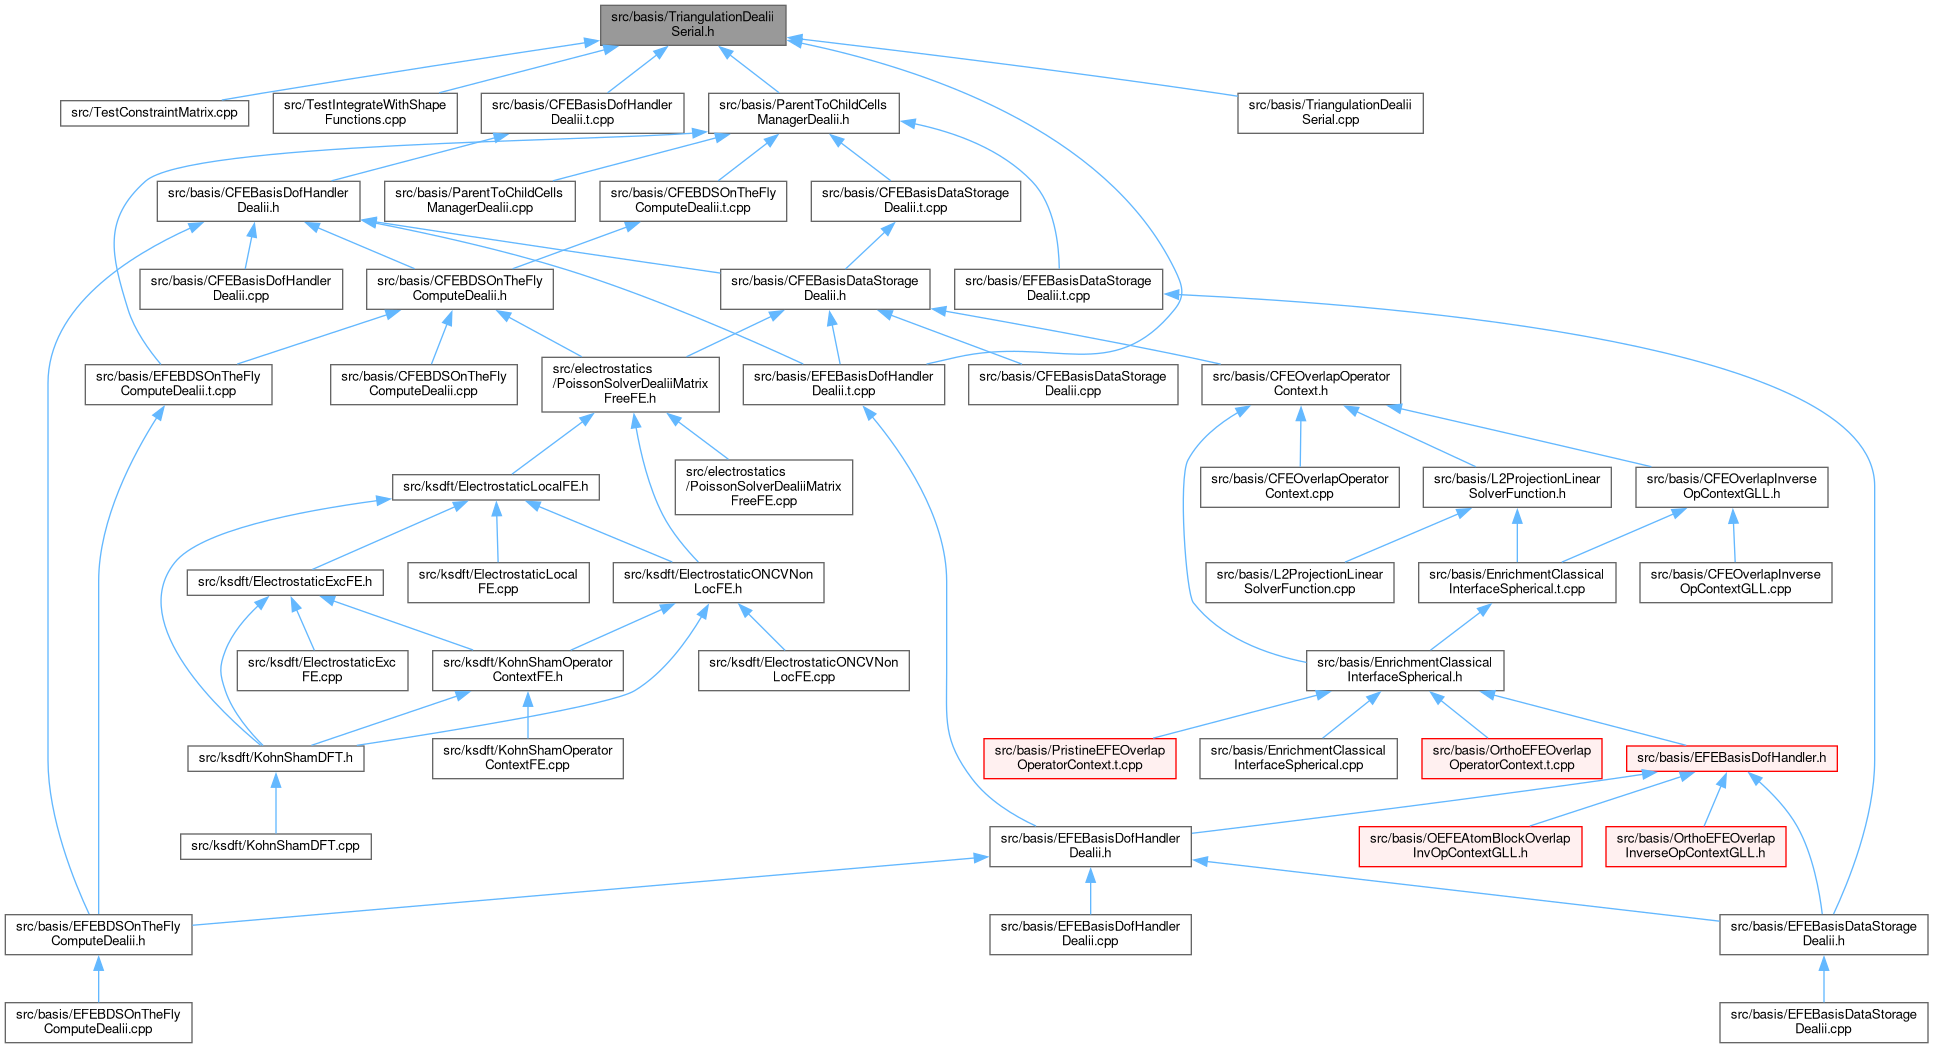 src/basis/TriangulationDealii
Serial.h
src/TestConstraintMatrix.cpp
src/TestIntegrateWithShape
Functions.cpp
src/basis/CFEBasisDofHandler
Dealii.t.cpp
src/basis/ParentToChildCells
ManagerDealii.h
src/basis/TriangulationDealii
Serial.cpp
src/basis/CFEBasisDofHandler
Dealii.h
src/basis/ParentToChildCells
ManagerDealii.cpp
src/basis/CFEBDSOnTheFly
ComputeDealii.t.cpp
src/basis/CFEBasisDataStorage
Dealii.t.cpp
src/basis/CFEBasisDofHandler
Dealii.cpp
src/basis/CFEBDSOnTheFly
ComputeDealii.h
src/basis/CFEBasisDataStorage
Dealii.h
src/basis/EFEBasisDataStorage
Dealii.t.cpp
src/basis/EFEBDSOnTheFly
ComputeDealii.t.cpp
src/basis/CFEBDSOnTheFly
ComputeDealii.cpp
src/electrostatics
/PoissonSolverDealiiMatrix
FreeFE.h
src/basis/EFEBasisDofHandler
Dealii.t.cpp
src/basis/CFEBasisDataStorage
Dealii.cpp
src/basis/CFEOverlapOperator
Context.h
src/ksdft/ElectrostaticLocalFE.h
src/electrostatics
/PoissonSolverDealiiMatrix
FreeFE.cpp
src/basis/CFEOverlapOperator
Context.cpp
src/basis/L2ProjectionLinear
SolverFunction.h
src/basis/CFEOverlapInverse
OpContextGLL.h
src/ksdft/ElectrostaticExcFE.h
src/ksdft/ElectrostaticLocal
FE.cpp
src/ksdft/ElectrostaticONCVNon
LocFE.h
src/basis/L2ProjectionLinear
SolverFunction.cpp
src/basis/EnrichmentClassical
InterfaceSpherical.t.cpp
src/basis/CFEOverlapInverse
OpContextGLL.cpp
src/ksdft/ElectrostaticExc
FE.cpp
src/ksdft/KohnShamOperator
ContextFE.h
src/ksdft/ElectrostaticONCVNon
LocFE.cpp
src/basis/EnrichmentClassical
InterfaceSpherical.h
src/ksdft/KohnShamDFT.h
src/ksdft/KohnShamOperator
ContextFE.cpp
src/basis/PristineEFEOverlap
OperatorContext.t.cpp
src/basis/EnrichmentClassical
InterfaceSpherical.cpp
src/basis/OrthoEFEOverlap
OperatorContext.t.cpp
src/basis/EFEBasisDofHandler.h
src/ksdft/KohnShamDFT.cpp
src/basis/EFEBasisDofHandler
Dealii.h
src/basis/OEFEAtomBlockOverlap
InvOpContextGLL.h
src/basis/OrthoEFEOverlap
InverseOpContextGLL.h
src/basis/EFEBDSOnTheFly
ComputeDealii.h
src/basis/EFEBasisDofHandler
Dealii.cpp
src/basis/EFEBasisDataStorage
Dealii.h
src/basis/EFEBDSOnTheFly
ComputeDealii.cpp
src/basis/EFEBasisDataStorage
Dealii.cpp